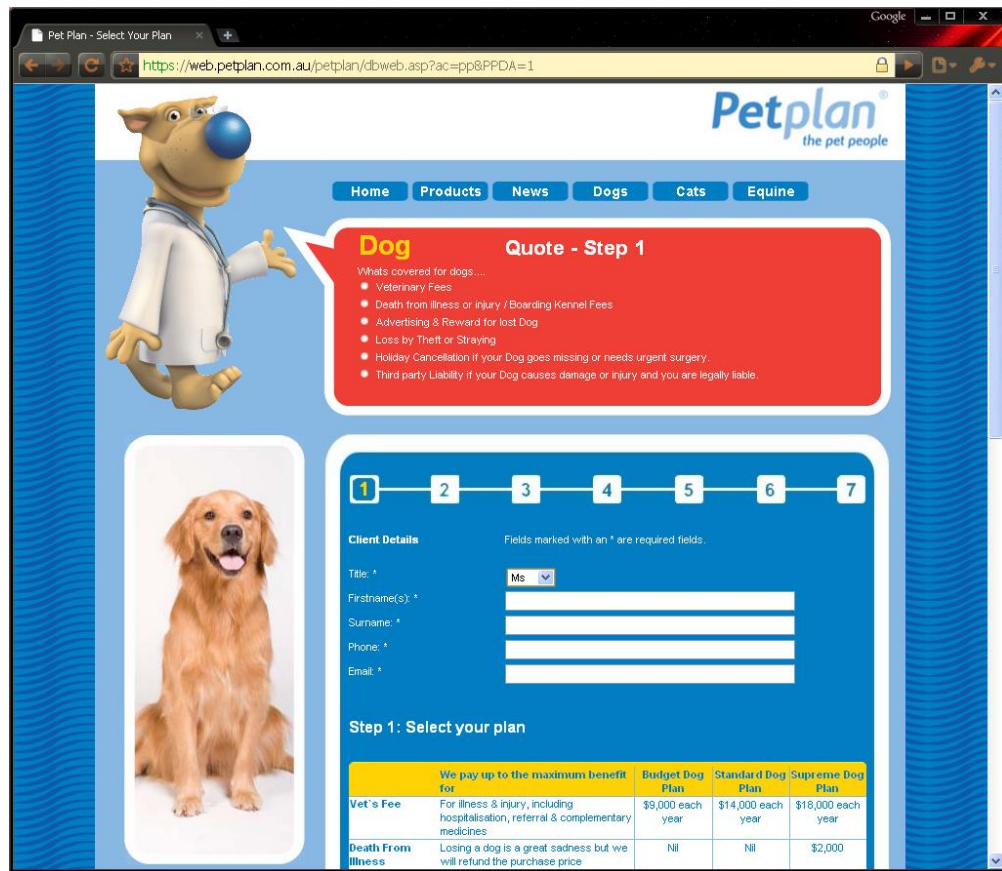 Google
Pet Plan - Select Your Plan
https://web.petplan.com.au/petplan/dbweb.asp?ac=pp&PPDA=1
Petplan®
the pet people
Home Products News Dogs Cats Equine
Dog Quote - Step 1
Whats covered for dogs....
Veterinary Fees
Death from illness or injury / Boarding Kennel Fees
Advertising & Reward for lost Dog
Loss by Theft or Straying
Holiday Cancellation if your Dog goes missing or needs urgent surgery.
Third party Liability if your Dog causes damage or injury and you are legally liable.
1 2 3 4 5 6 7
Client Details Fields marked with an * are required fields.
Title: * Ms
Firstname(s): *
Surname: *
Phone: *
Email: *
Step 1: Select your plan
We pay up to the maximum benefit Budget Dog Standard Dog Supreme Dog
for Plan Plan Plan
Vet`s Fee For illness & injury, including $9,000 each $14,000 each $18,000 each
hospitalisation, referral & complementary year year year
medicines
Death From Losing a dog is a great sadness but we Nil Nil $2,000
Illness will refund the purchase price